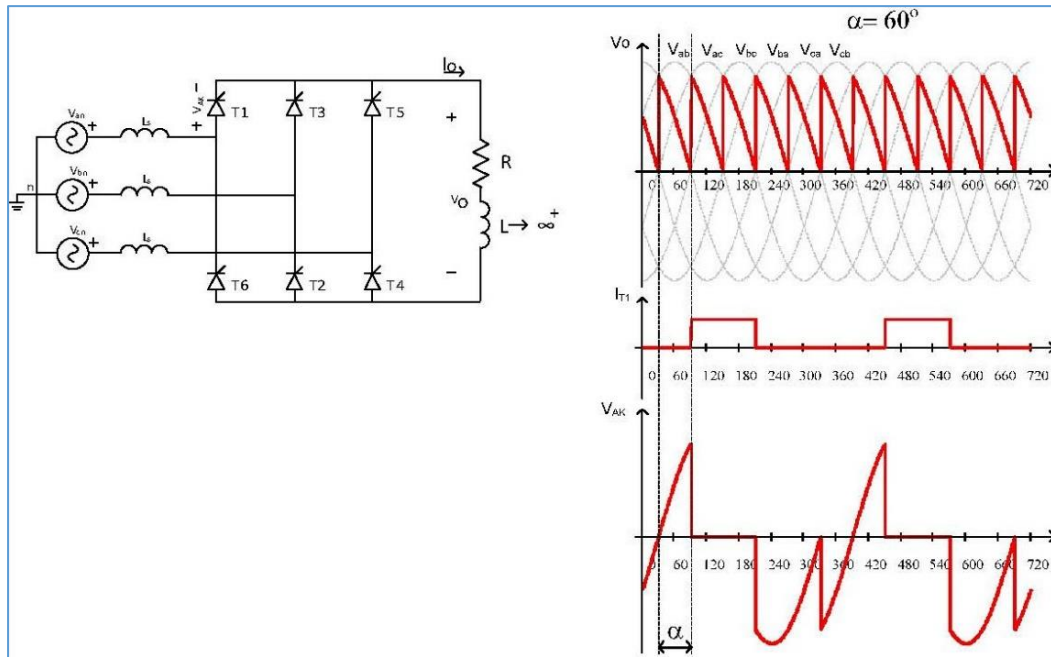 α= 60°
Vo
Vab Vac Vbc Vba Vca Vcb
0 60 120 180 240 300 360 420 480 540 600 660 720
IT1
0 60 120 180 240 300 360 420 480 540 600 660 720
VAK
60 120 180 240 300 360 420 480 540 600 660 720
α
IO
VAK − T1 T3 T5
+
Van + Ls +
R
n Vbn + Ls
VO
L→ ∞ +
Vcn + Ls
−
T6 T2 T4